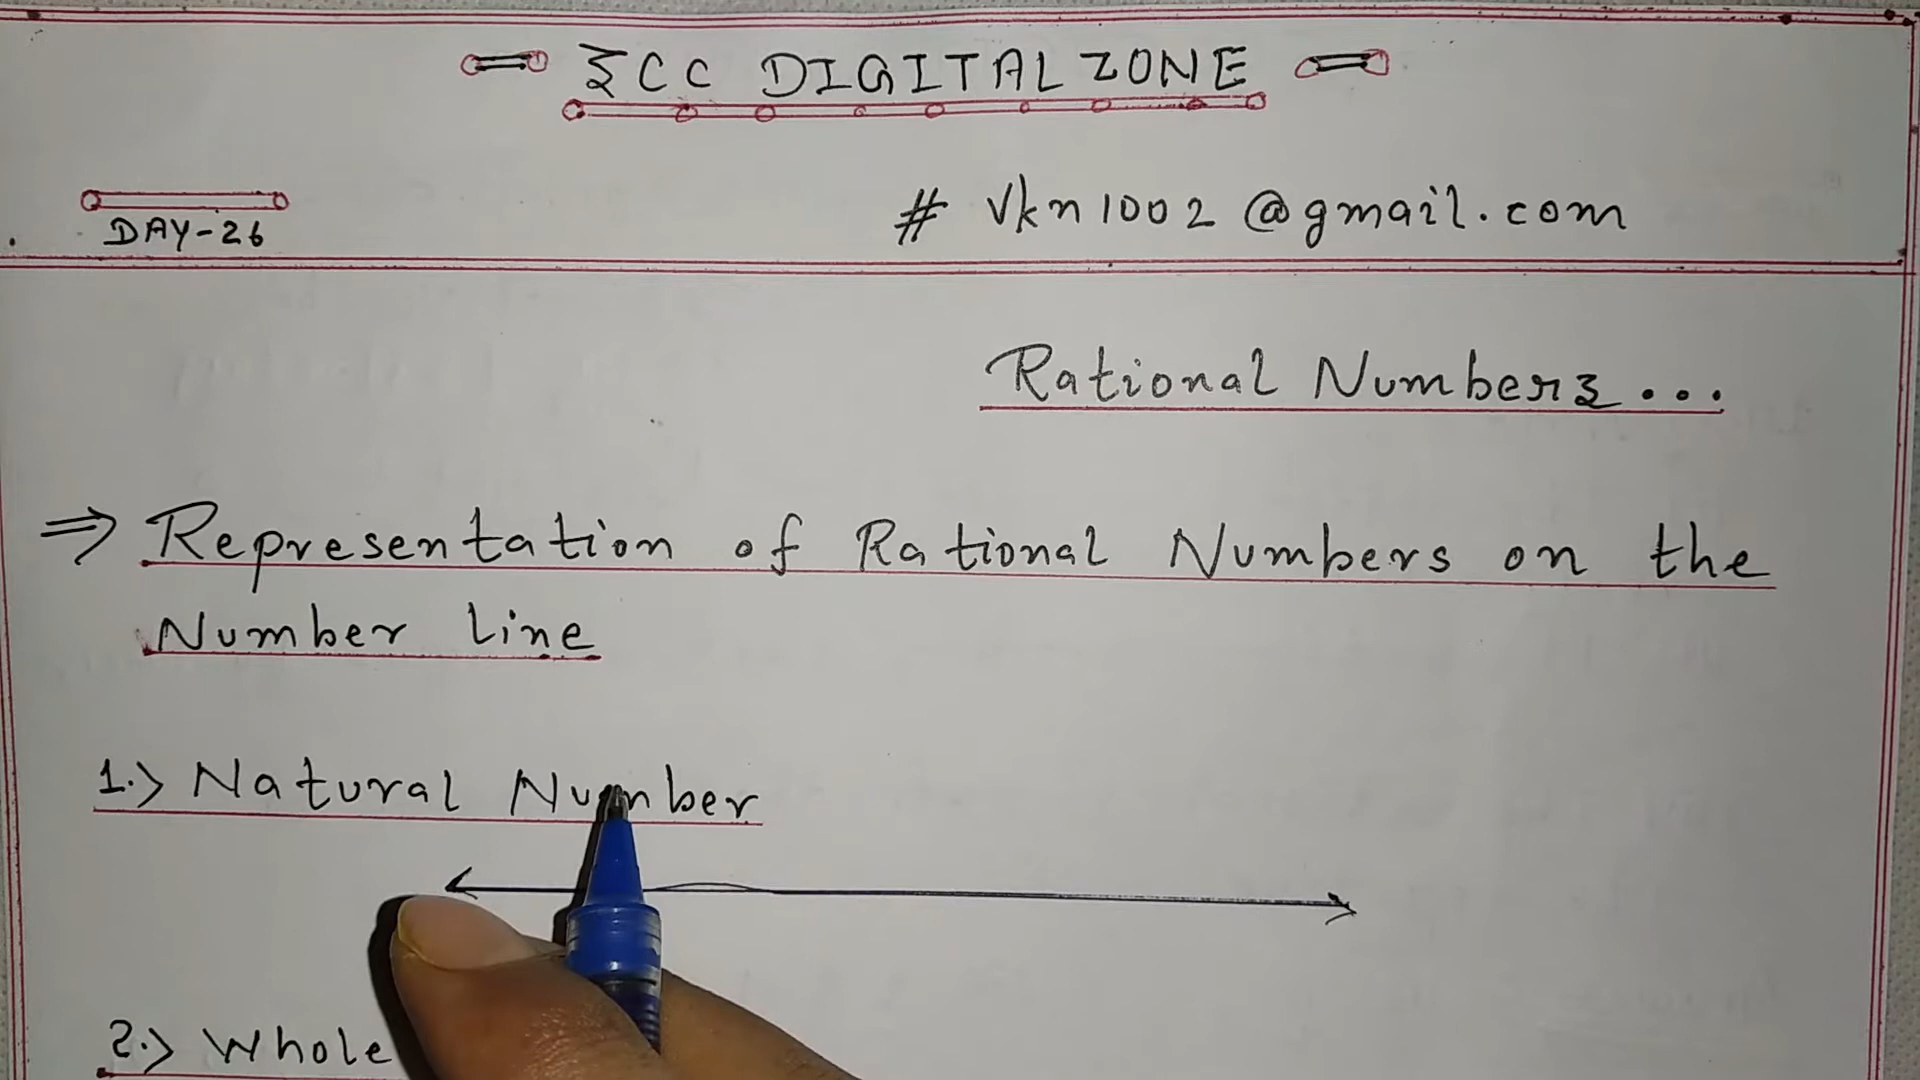 ΣCC DIGITAL ZONE
DAY-26
# vkn1002@gmail.com
Rational Numbers...
⇒ Representation of Rational Numbers on the
Number Line
1.> Natural Number
2.> Whole